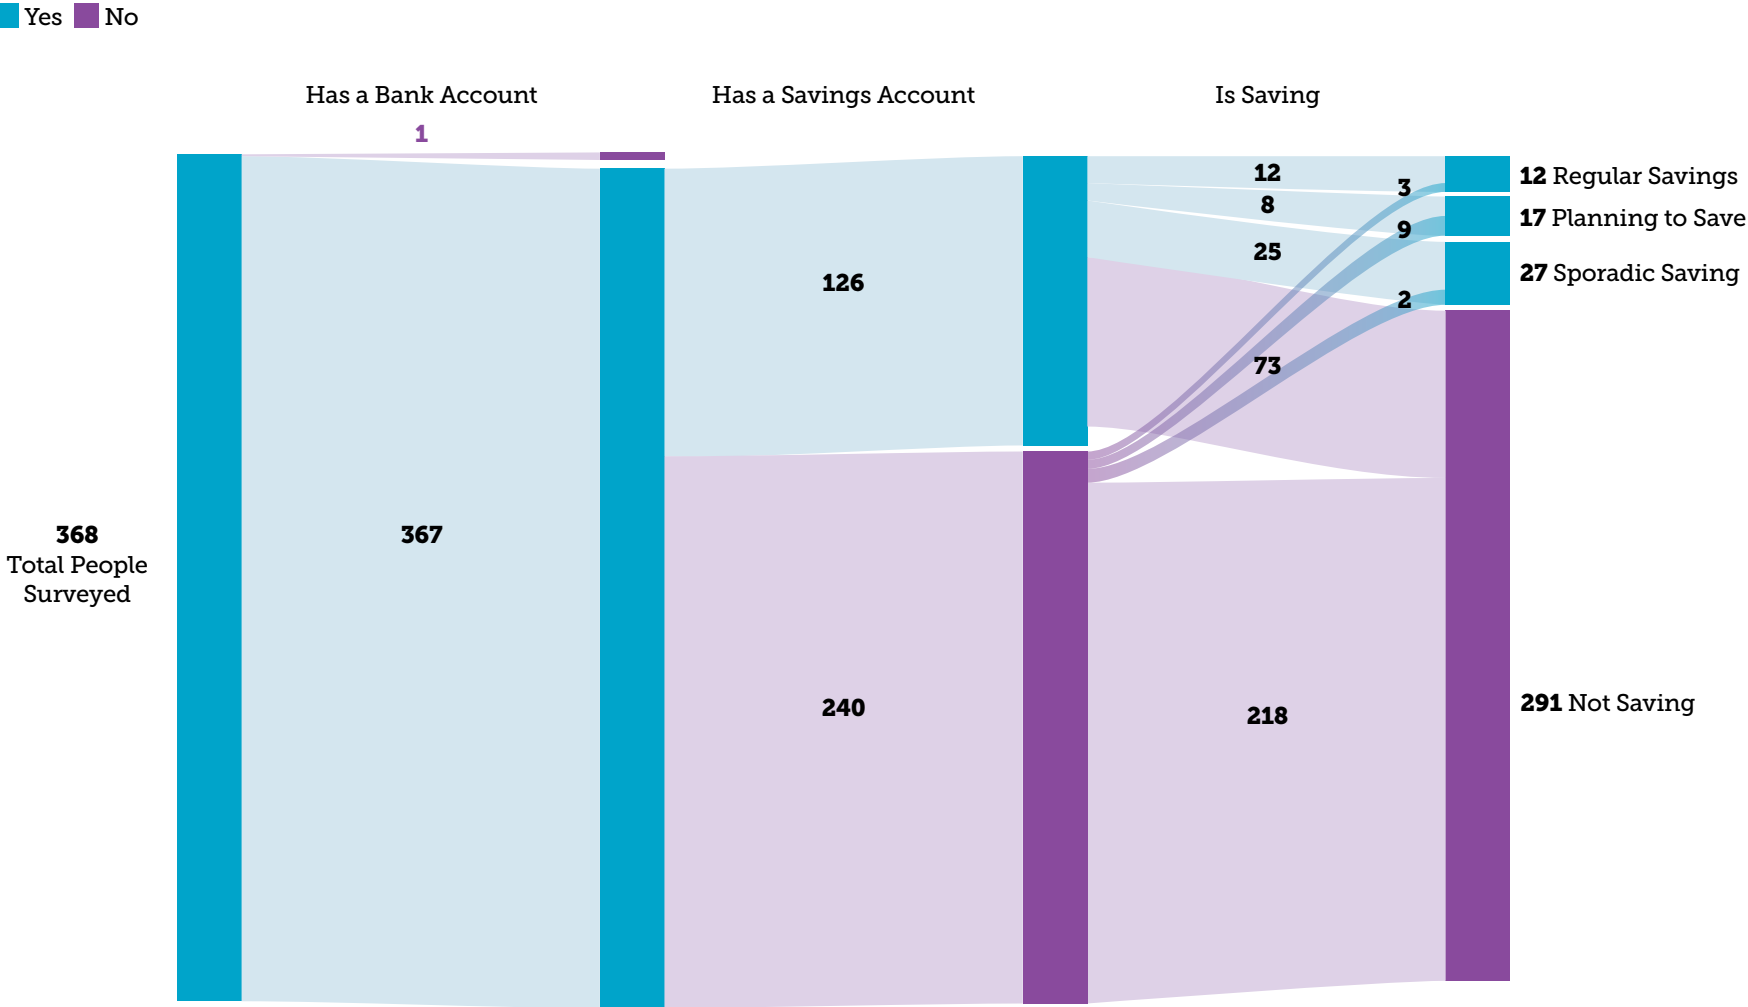 Yes No
Has a Bank Account Has a Savings Account Is Saving
1
12
3
12 Regular Savings
8
17 Planning to Save
9
25
126
27 Sporadic Saving
2
73
368
Total People
Surveyed
367
240
218
291 Not Saving